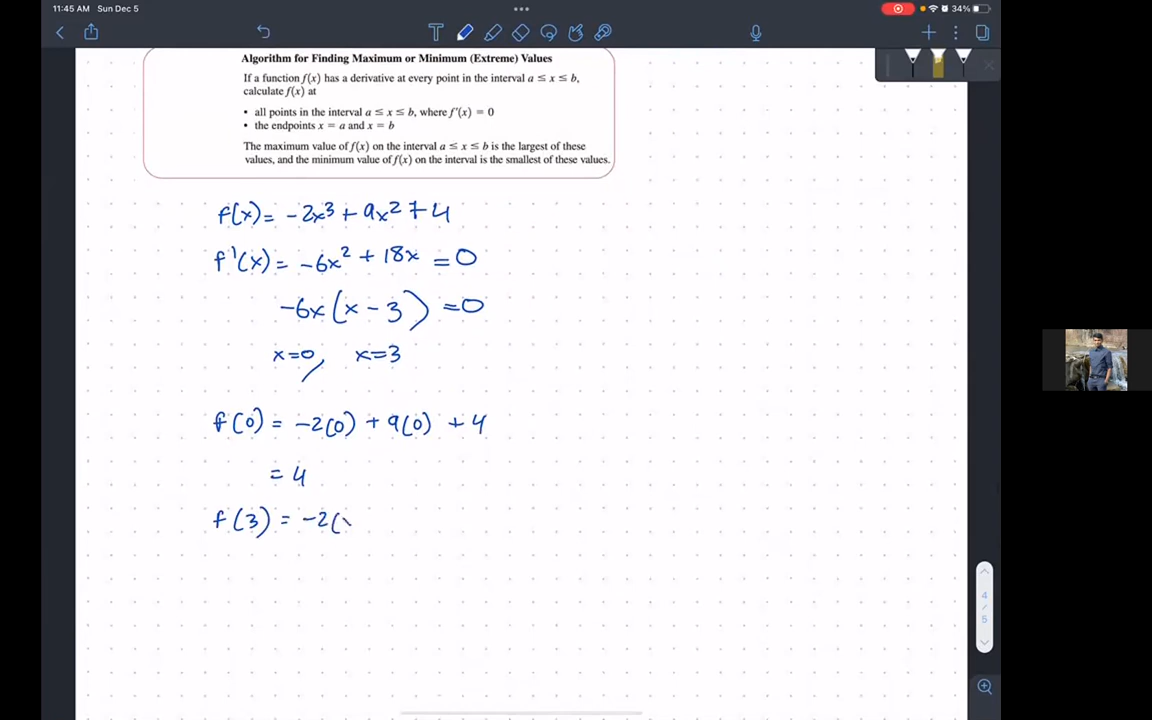 11:45 AM Sun Dec 5
34%
Algorithm for Finding Maximum or Minimum (Extreme) Values
If a function f(x) has a derivative at every point in the interval a ≤ x ≤ b,
calculate f(x) at
• all points in the interval a ≤ x ≤ b, where f'(x) = 0
• the endpoints x = a and x = b
The maximum value of f(x) on the interval a ≤ x ≤ b is the largest of these
values, and the minimum value of f(x) on the interval is the smallest of these values.
f(x) = -2x³ + 9x² + 4
f'(x) = -6x² + 18x = 0
-6x(x - 3) = 0
x=0, x=3
f(0) = -2(0) + 9(0) + 4
= 4
f(3) = -2(
4
/
5